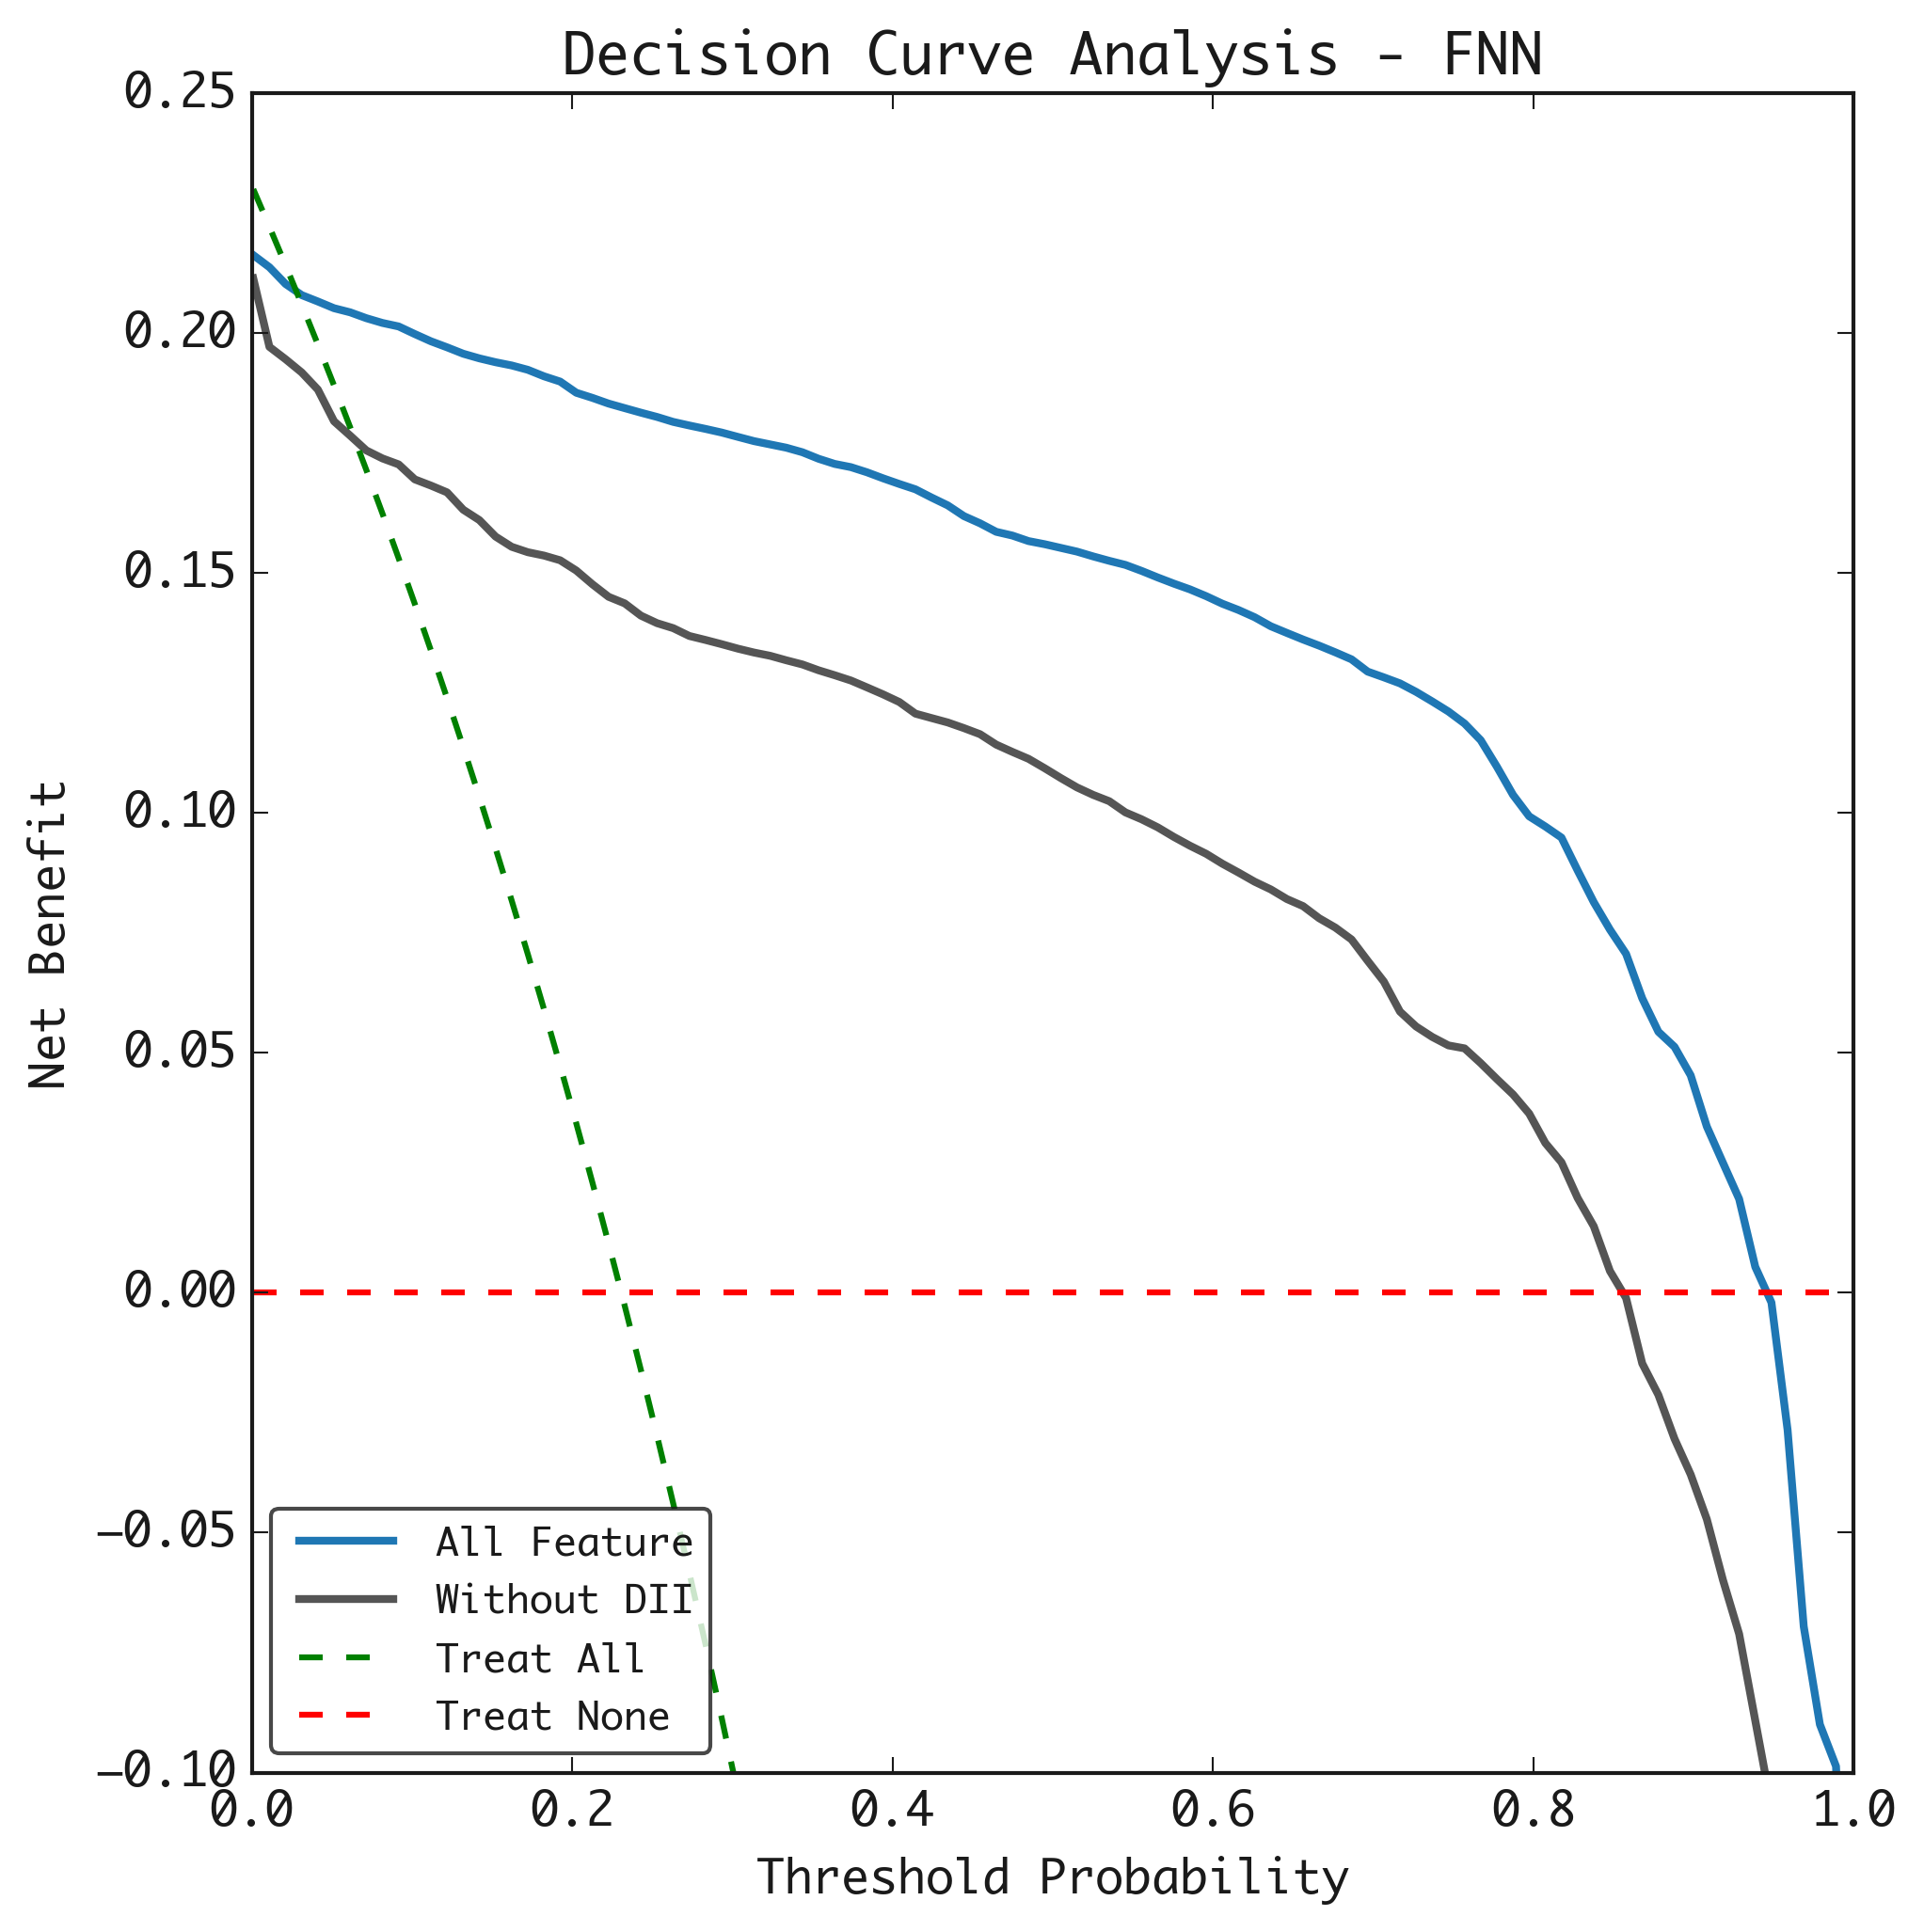 Decision Curve Analysis - FNN
0.25
0.20
0.15
0.10
0.05
0.00
−0.05
−0.10
Net Benefit
All Feature
Without DII
Treat All
Treat None
0.0 0.2 0.4 0.6 0.8 1.0
Threshold Probability